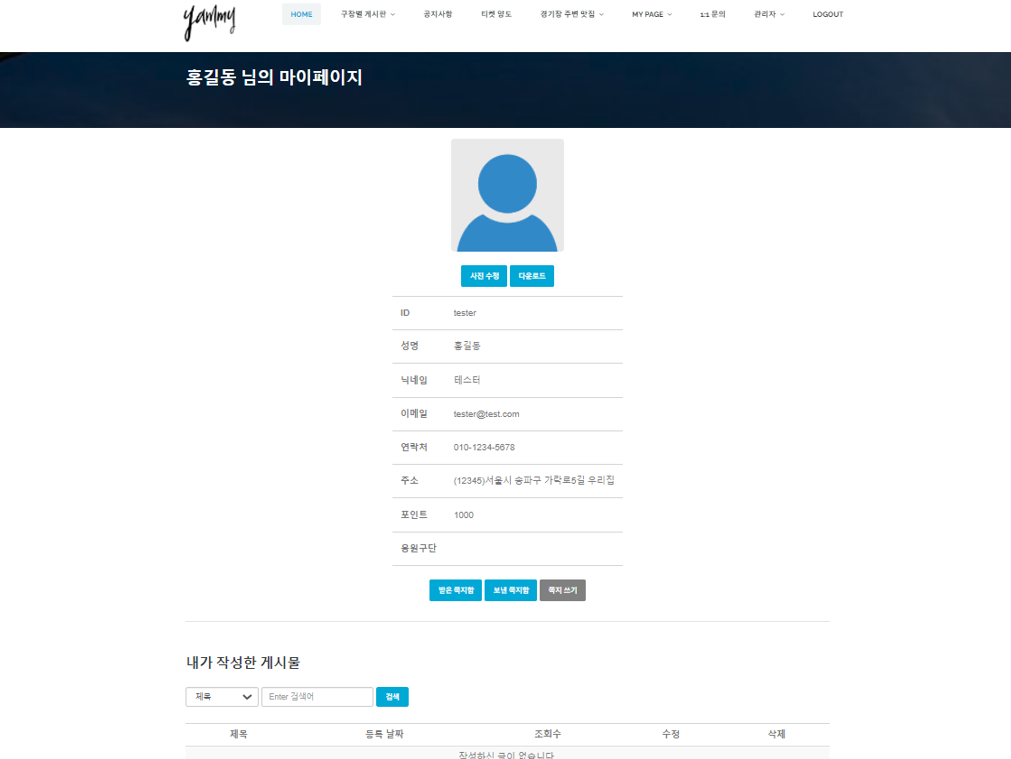 yammy
HOME 구장별 게시판 공지사항 티켓 양도 경기장 주변 맛집 MY PAGE 1:1 문의 관리자 LOGOUT
홍길동 님의 마이페이지
사진 수정 다운로드
ID tester
성명 홍길동
닉네임 테스터
이메일 tester@test.com
연락처 010-1234-5678
주소 (12345)서울시 송파구 가락로5길 우리집
포인트 1000
응원구단
받은 쪽지함 보낸 쪽지함 쪽지 쓰기
내가 작성한 게시물
제목 Enter 검색어 검색
제목 등록 날짜 조회수 수정 삭제
작성하신 글이 없습니다